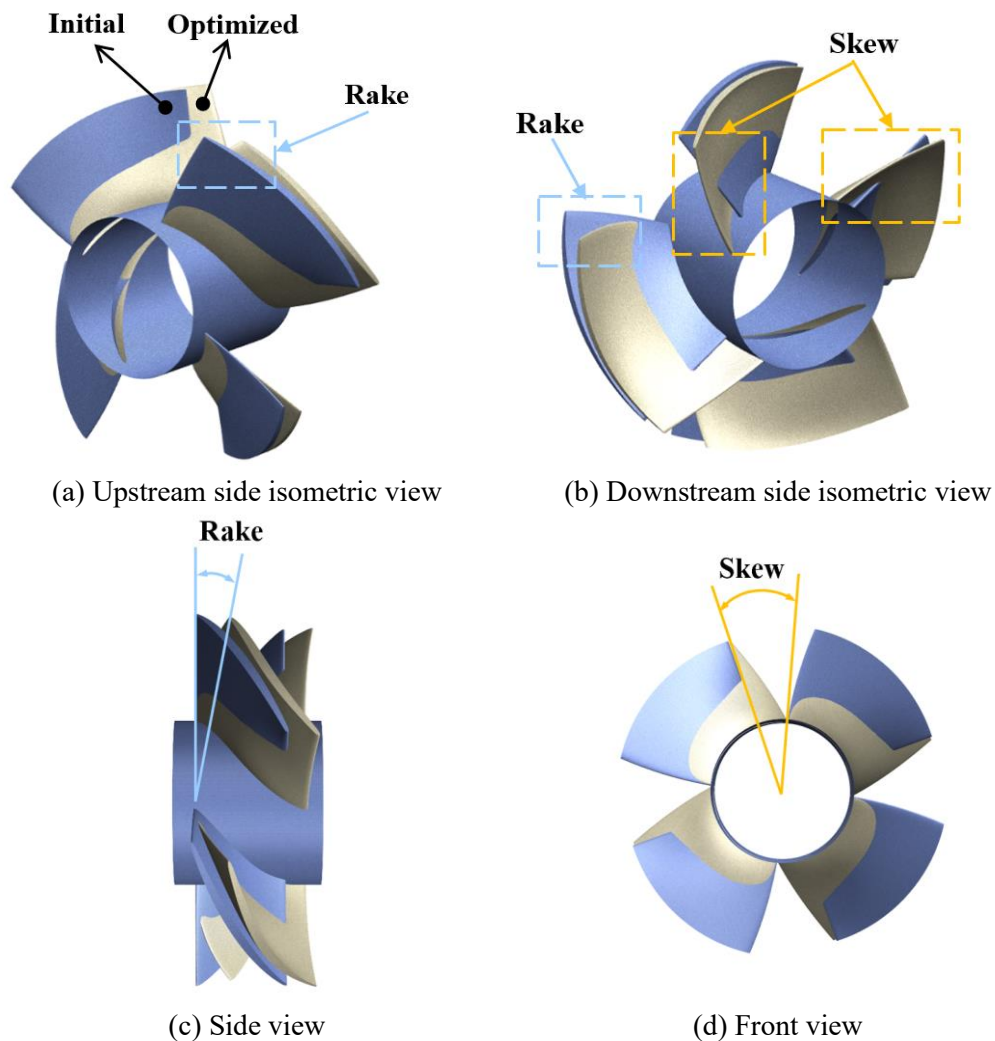 Initial
Optimized
Rake
Skew
Rake
(a) Upstream side isometric view
(b) Downstream side isometric view
Rake
Skew
(c) Side view
(d) Front view